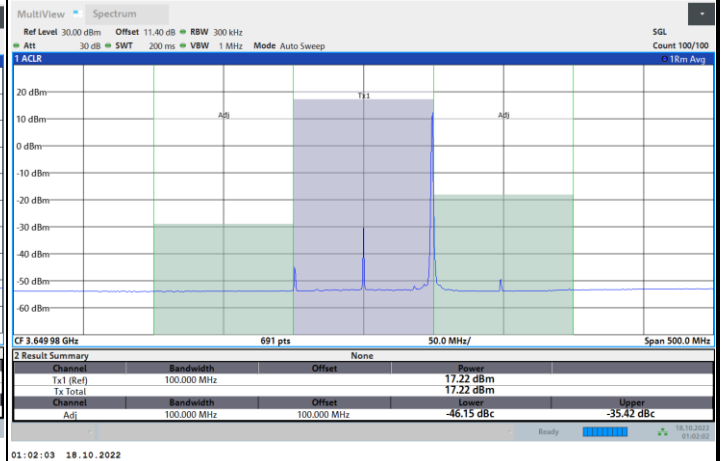 MultiView Spectrum
Ref Level 30.00 dBm Offset 11.40 dB RBW 300 kHz SGL
Att 30 dB SWT 200 ms VBW 1 MHz Mode Auto Sweep Count 100/100
1 ACLR 1Rm Avg
20 dBm
Tx1
10 dBm Adj Adj
0 dBm
-10 dBm
-20 dBm
-30 dBm
-40 dBm
-50 dBm
-60 dBm
CF 3.649 98 GHz 691 pts 50.0 MHz/ Span 500.0 MHz
2 Result Summary None
Channel Bandwidth Offset Power
Tx1 (Ref) 100.000 MHz 17.22 dBm
Tx Total 17.22 dBm
Channel Bandwidth Offset Lower Upper
Adj 100.000 MHz 100.000 MHz -46.15 dBc -35.42 dBc
Ready 18.10.2022
01:02:02
01:02:03 18.10.2022